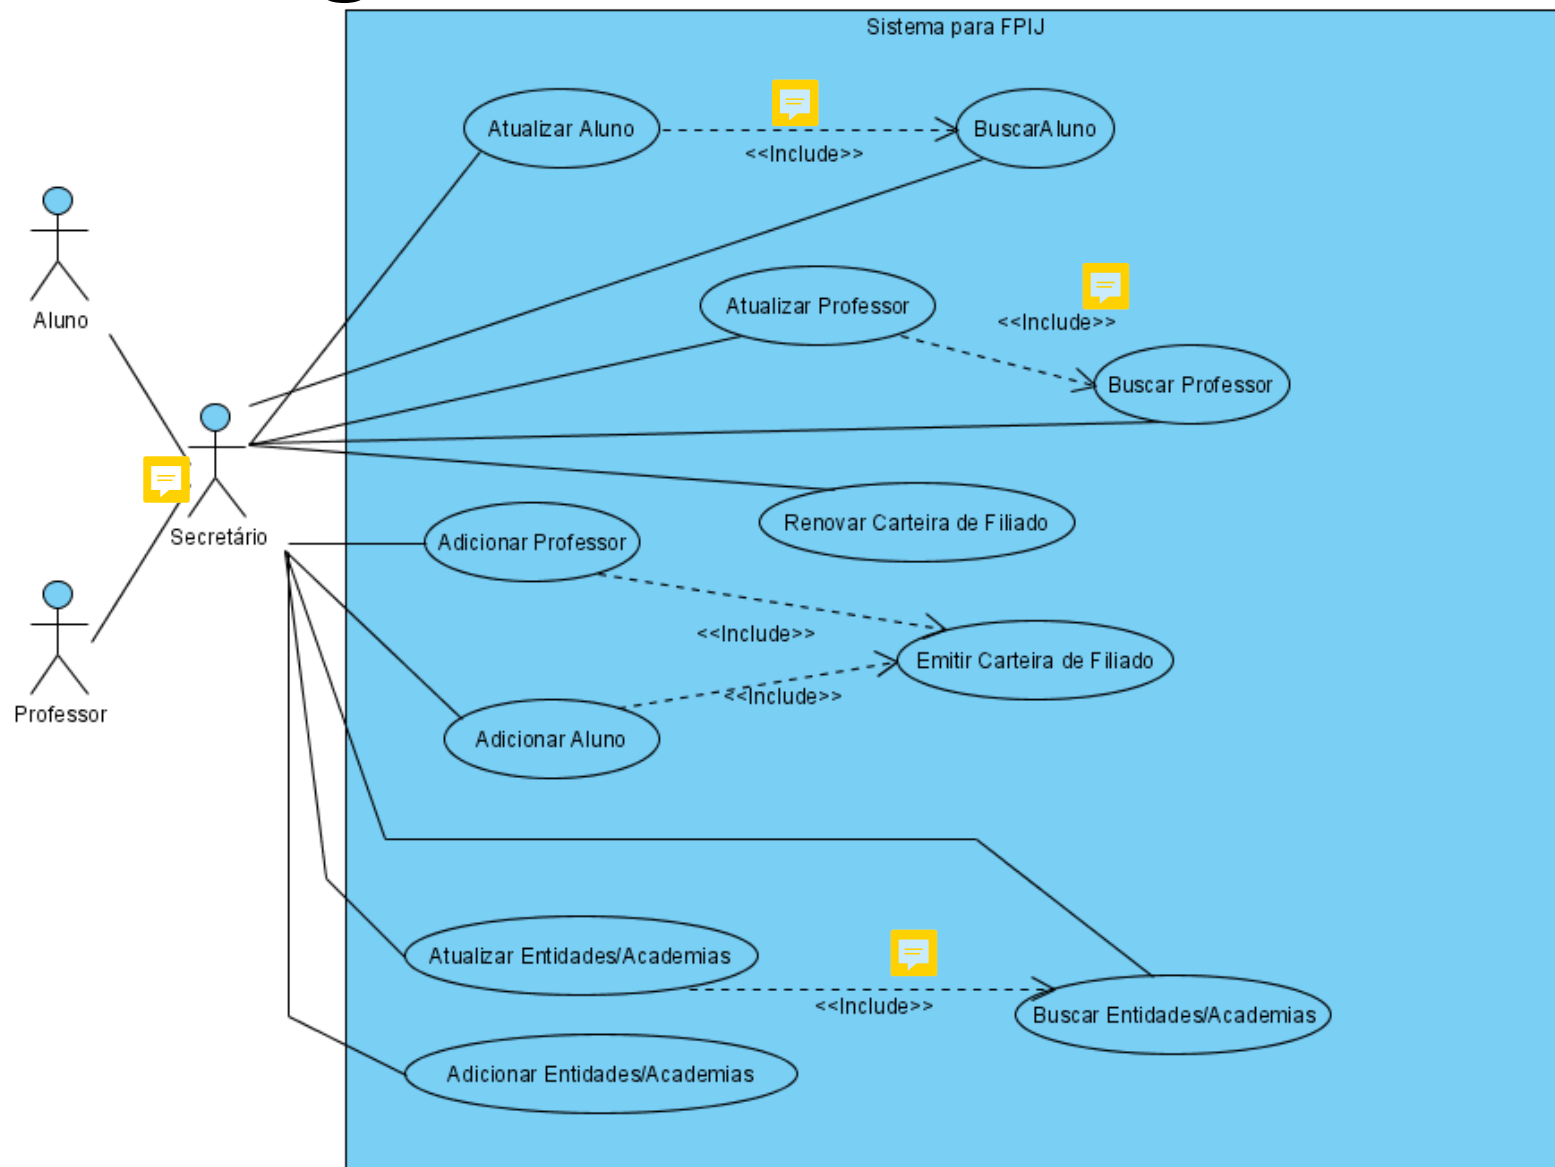 Sistema para FPIJ
Atualizar Aluno
<<Include>>
BuscarAluno
Aluno
Atualizar Professor
<<Include>>
Buscar Professor
Secretário
Renovar Carteira de Filiado
Adicionar Professor
<<Include>>
Emitir Carteira de Filiado
<<Include>>
Professor
Adicionar Aluno
Atualizar Entidades/Academias
<<Include>>
Buscar Entidades/Academias
Adicionar Entidades/Academias